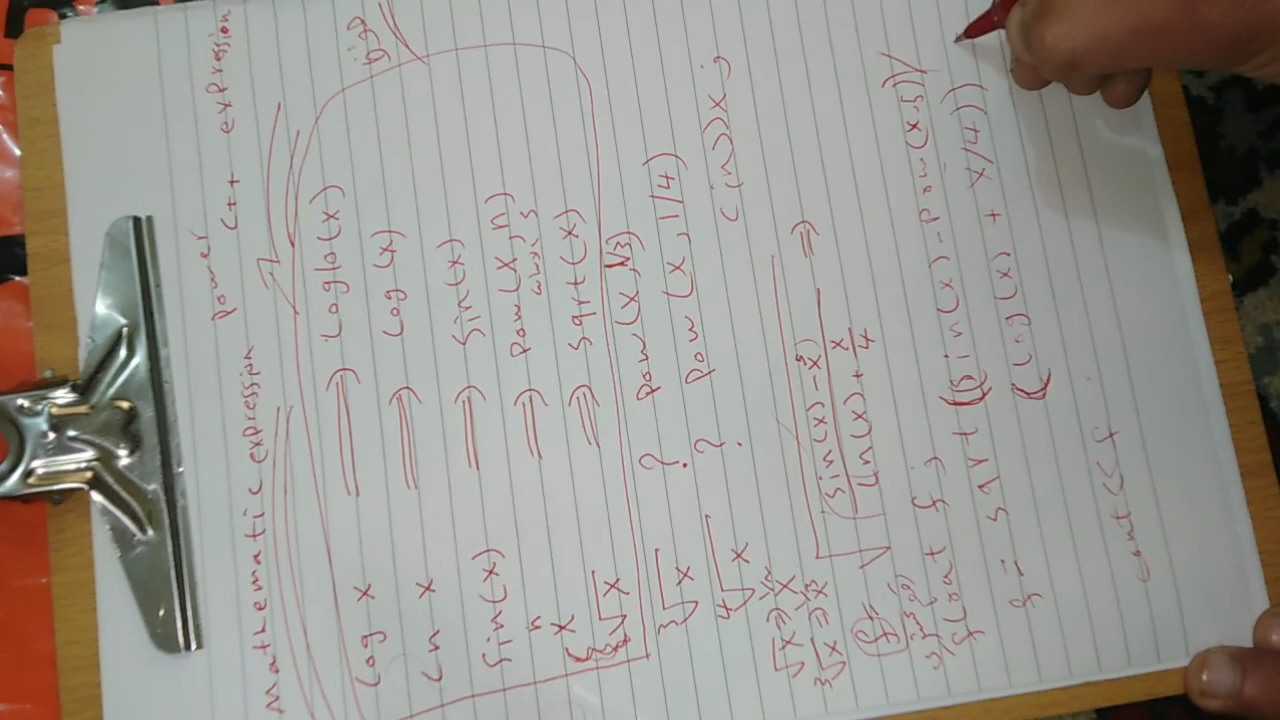 power
mathematic expression C++ expression
Log x ⟹ Log10(x)
Ln x ⟹ Log(x)
Sin(x) ⟹ Sin(x)
xⁿ ⟹ Pow(x,n)
√x ⟹ Sqrt(x)
∛x ? Pow(x,1/3)
∜x ? Pow(x,1/4)
cin>>x;
√x ⇒ x^½
∛x ⇒ x^⅓
f= √((Sin(x) - x⁵)/(Ln(x) + x/4)) ⇒
float f;
f = sqrt((Sin(x) - Pow(x,5))/
(Log(x) + x/4))
cout<<f